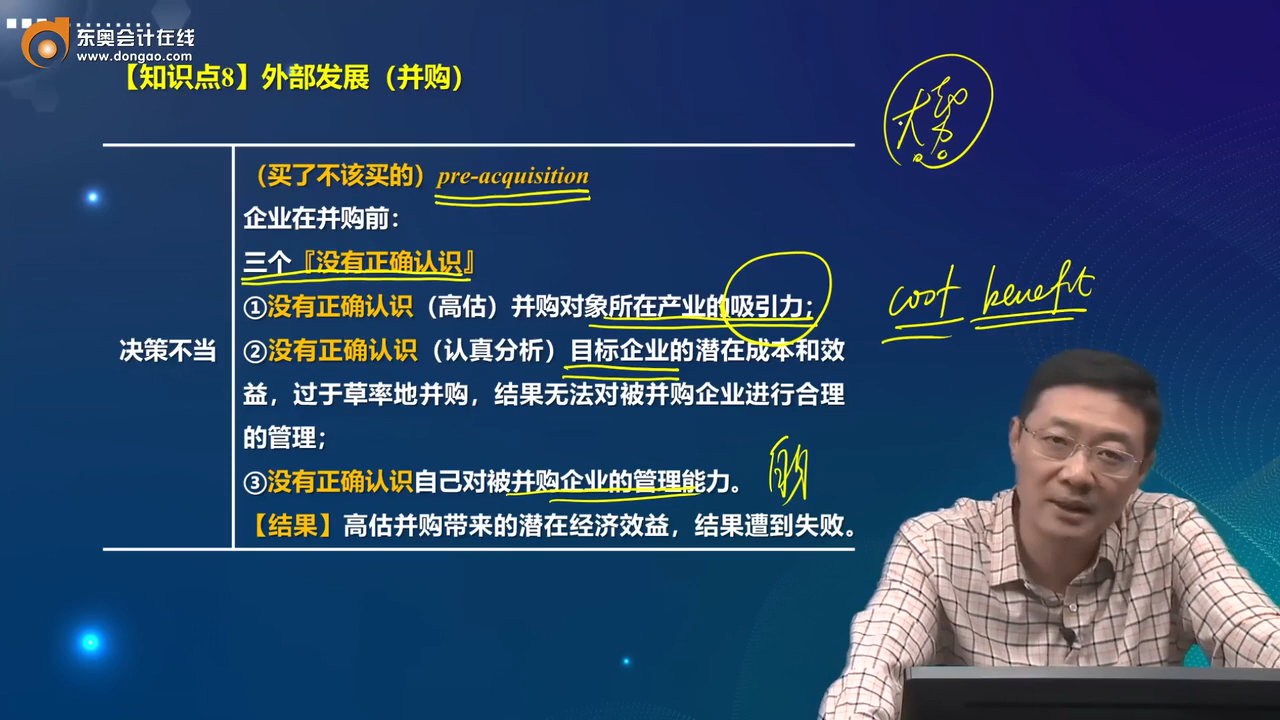 东奥会计在线
www.dongao.com
【知识点8】外部发展（并购）
（买了不该买的）pre-acquisition
企业在并购前：
三个『没有正确认识』
①没有正确认识（高估）并购对象所在产业的吸引力；
决策不当
②没有正确认识（认真分析）目标企业的潜在成本和效
益，过于草率地并购，结果无法对被并购企业进行合理
的管理；
③没有正确认识自己对被并购企业的管理能力。
【结果】高估并购带来的潜在经济效益，结果遭到失败。
cost benefit